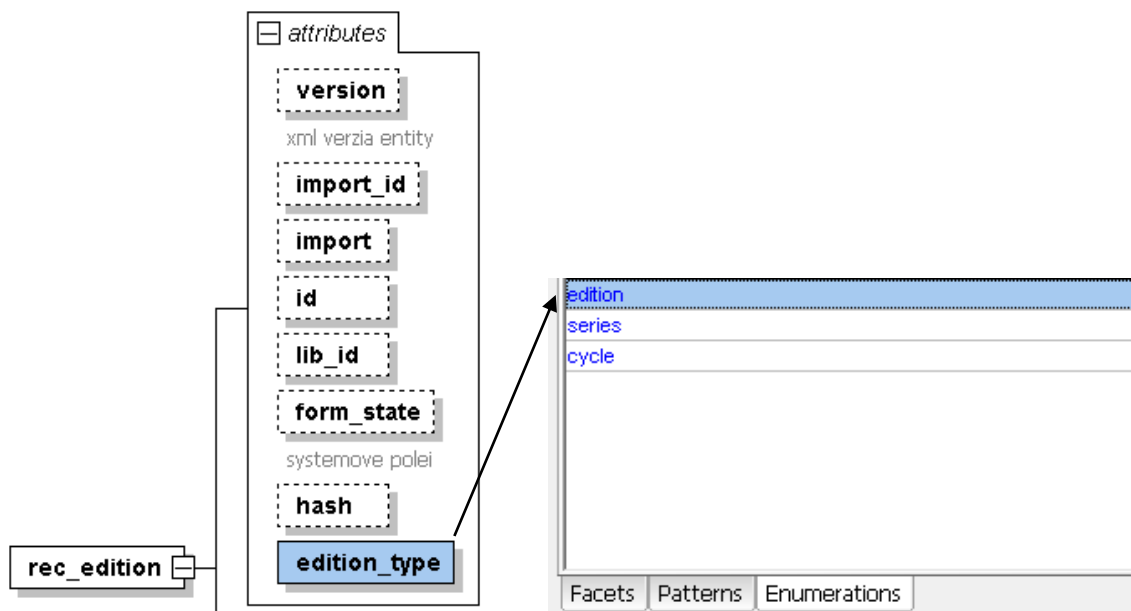 attributes
version
xml verzia entity
import_id
import
id
lib_id
form_state
systemove polei
hash
edition_type
rec_edition
edition
series
cycle
Facets Patterns Enumerations